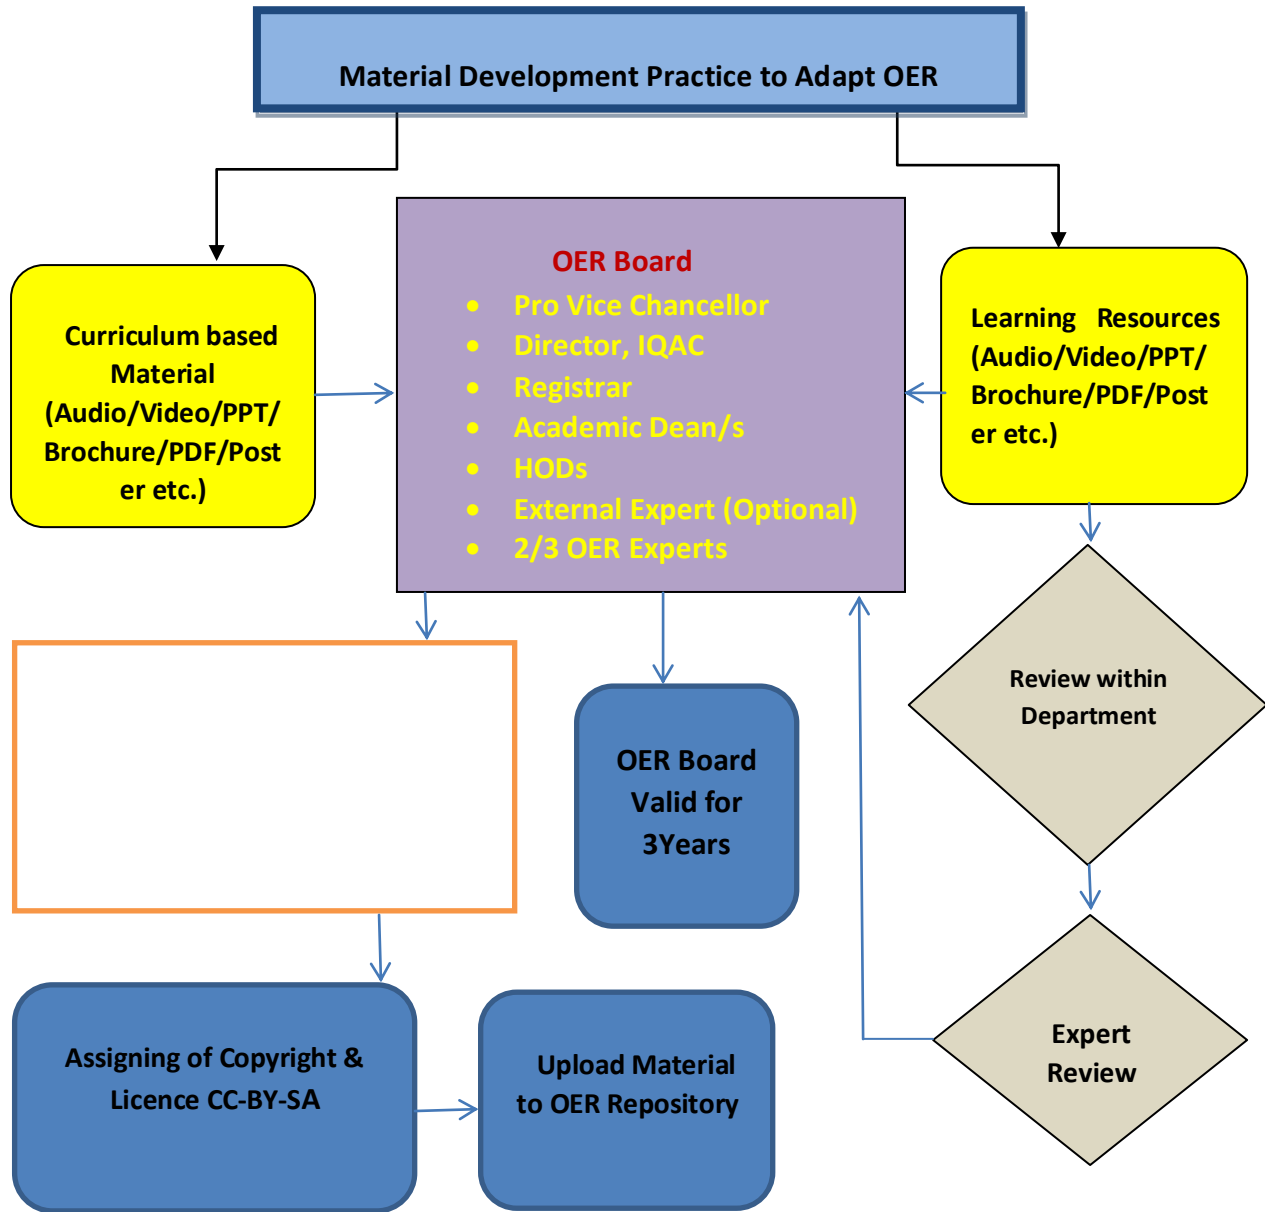 Material Development Practice to Adapt OER
OER Board
• Pro Vice Chancellor
• Director, IQAC
• Registrar
• Academic Dean/s
• HODs
• External Expert (Optional)
• 2/3 OER Experts
Curriculum based
Material
(Audio/Video/PPT/
Brochure/PDF/Post
er etc.)
Learning Resources
(Audio/Video/PPT/
Brochure/PDF/Post
er etc.)
Review within
Department
OER Board
Valid for
3Years
Expert
Review
Assigning of Copyright &
Licence CC-BY-SA
Upload Material
to OER Repository